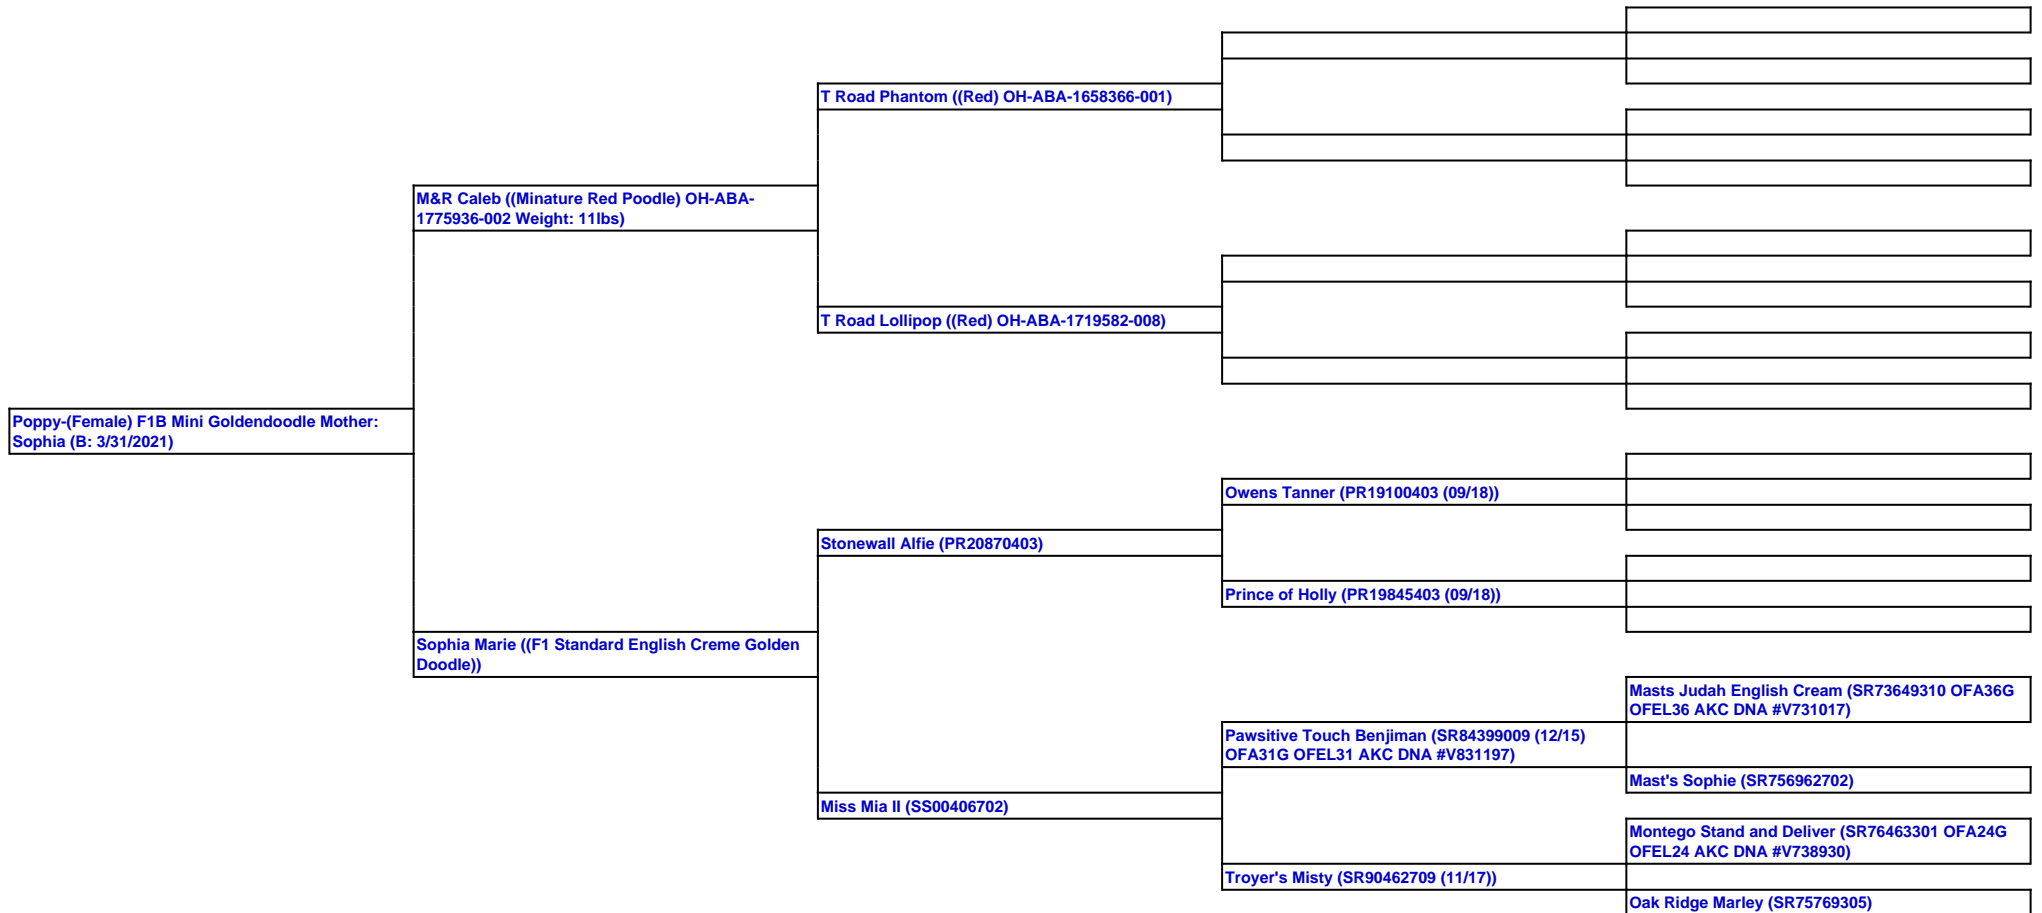 T Road Phantom ((Red) OH-ABA-1658366-001)
M&R Caleb ((Minature Red Poodle) OH-ABA-
1775936-002 Weight: 11lbs)
T Road Lollipop ((Red) OH-ABA-1719582-008)
Poppy-(Female) F1B Mini Goldendoodle Mother:
Sophia (B: 3/31/2021)
Owens Tanner (PR19100403 (09/18))
Stonewall Alfie (PR20870403)
Prince of Holly (PR19845403 (09/18))
Sophia Marie ((F1 Standard English Creme Golden
Doodle))
Masts Judah English Cream (SR73649310 OFA36G
OFEL36 AKC DNA #V731017)
Pawsitive Touch Benjiman (SR84399009 (12/15)
OFA31G OFEL31 AKC DNA #V831197)
Mast's Sophie (SR756962702)
Miss Mia II (SS00406702)
Montego Stand and Deliver (SR76463301 OFA24G
OFEL24 AKC DNA #V738930)
Troyer's Misty (SR90462709 (11/17))
Oak Ridge Marley (SR75769305)